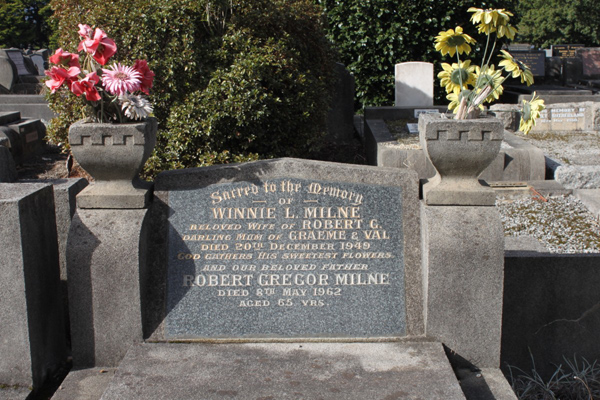 Sacred to the Memory
OF
WINNIE L. MILNE
BELOVED WIFE OF ROBERT G.
DARLING MUM OF GRAEME & VAL
DIED 20TH DECEMBER 1949
GOD GATHERS HIS SWEETEST FLOWERS
AND OUR BELOVED FATHER
ROBERT GREGOR MILNE
DIED 8TH MAY 1962
AGED 65 YRS.